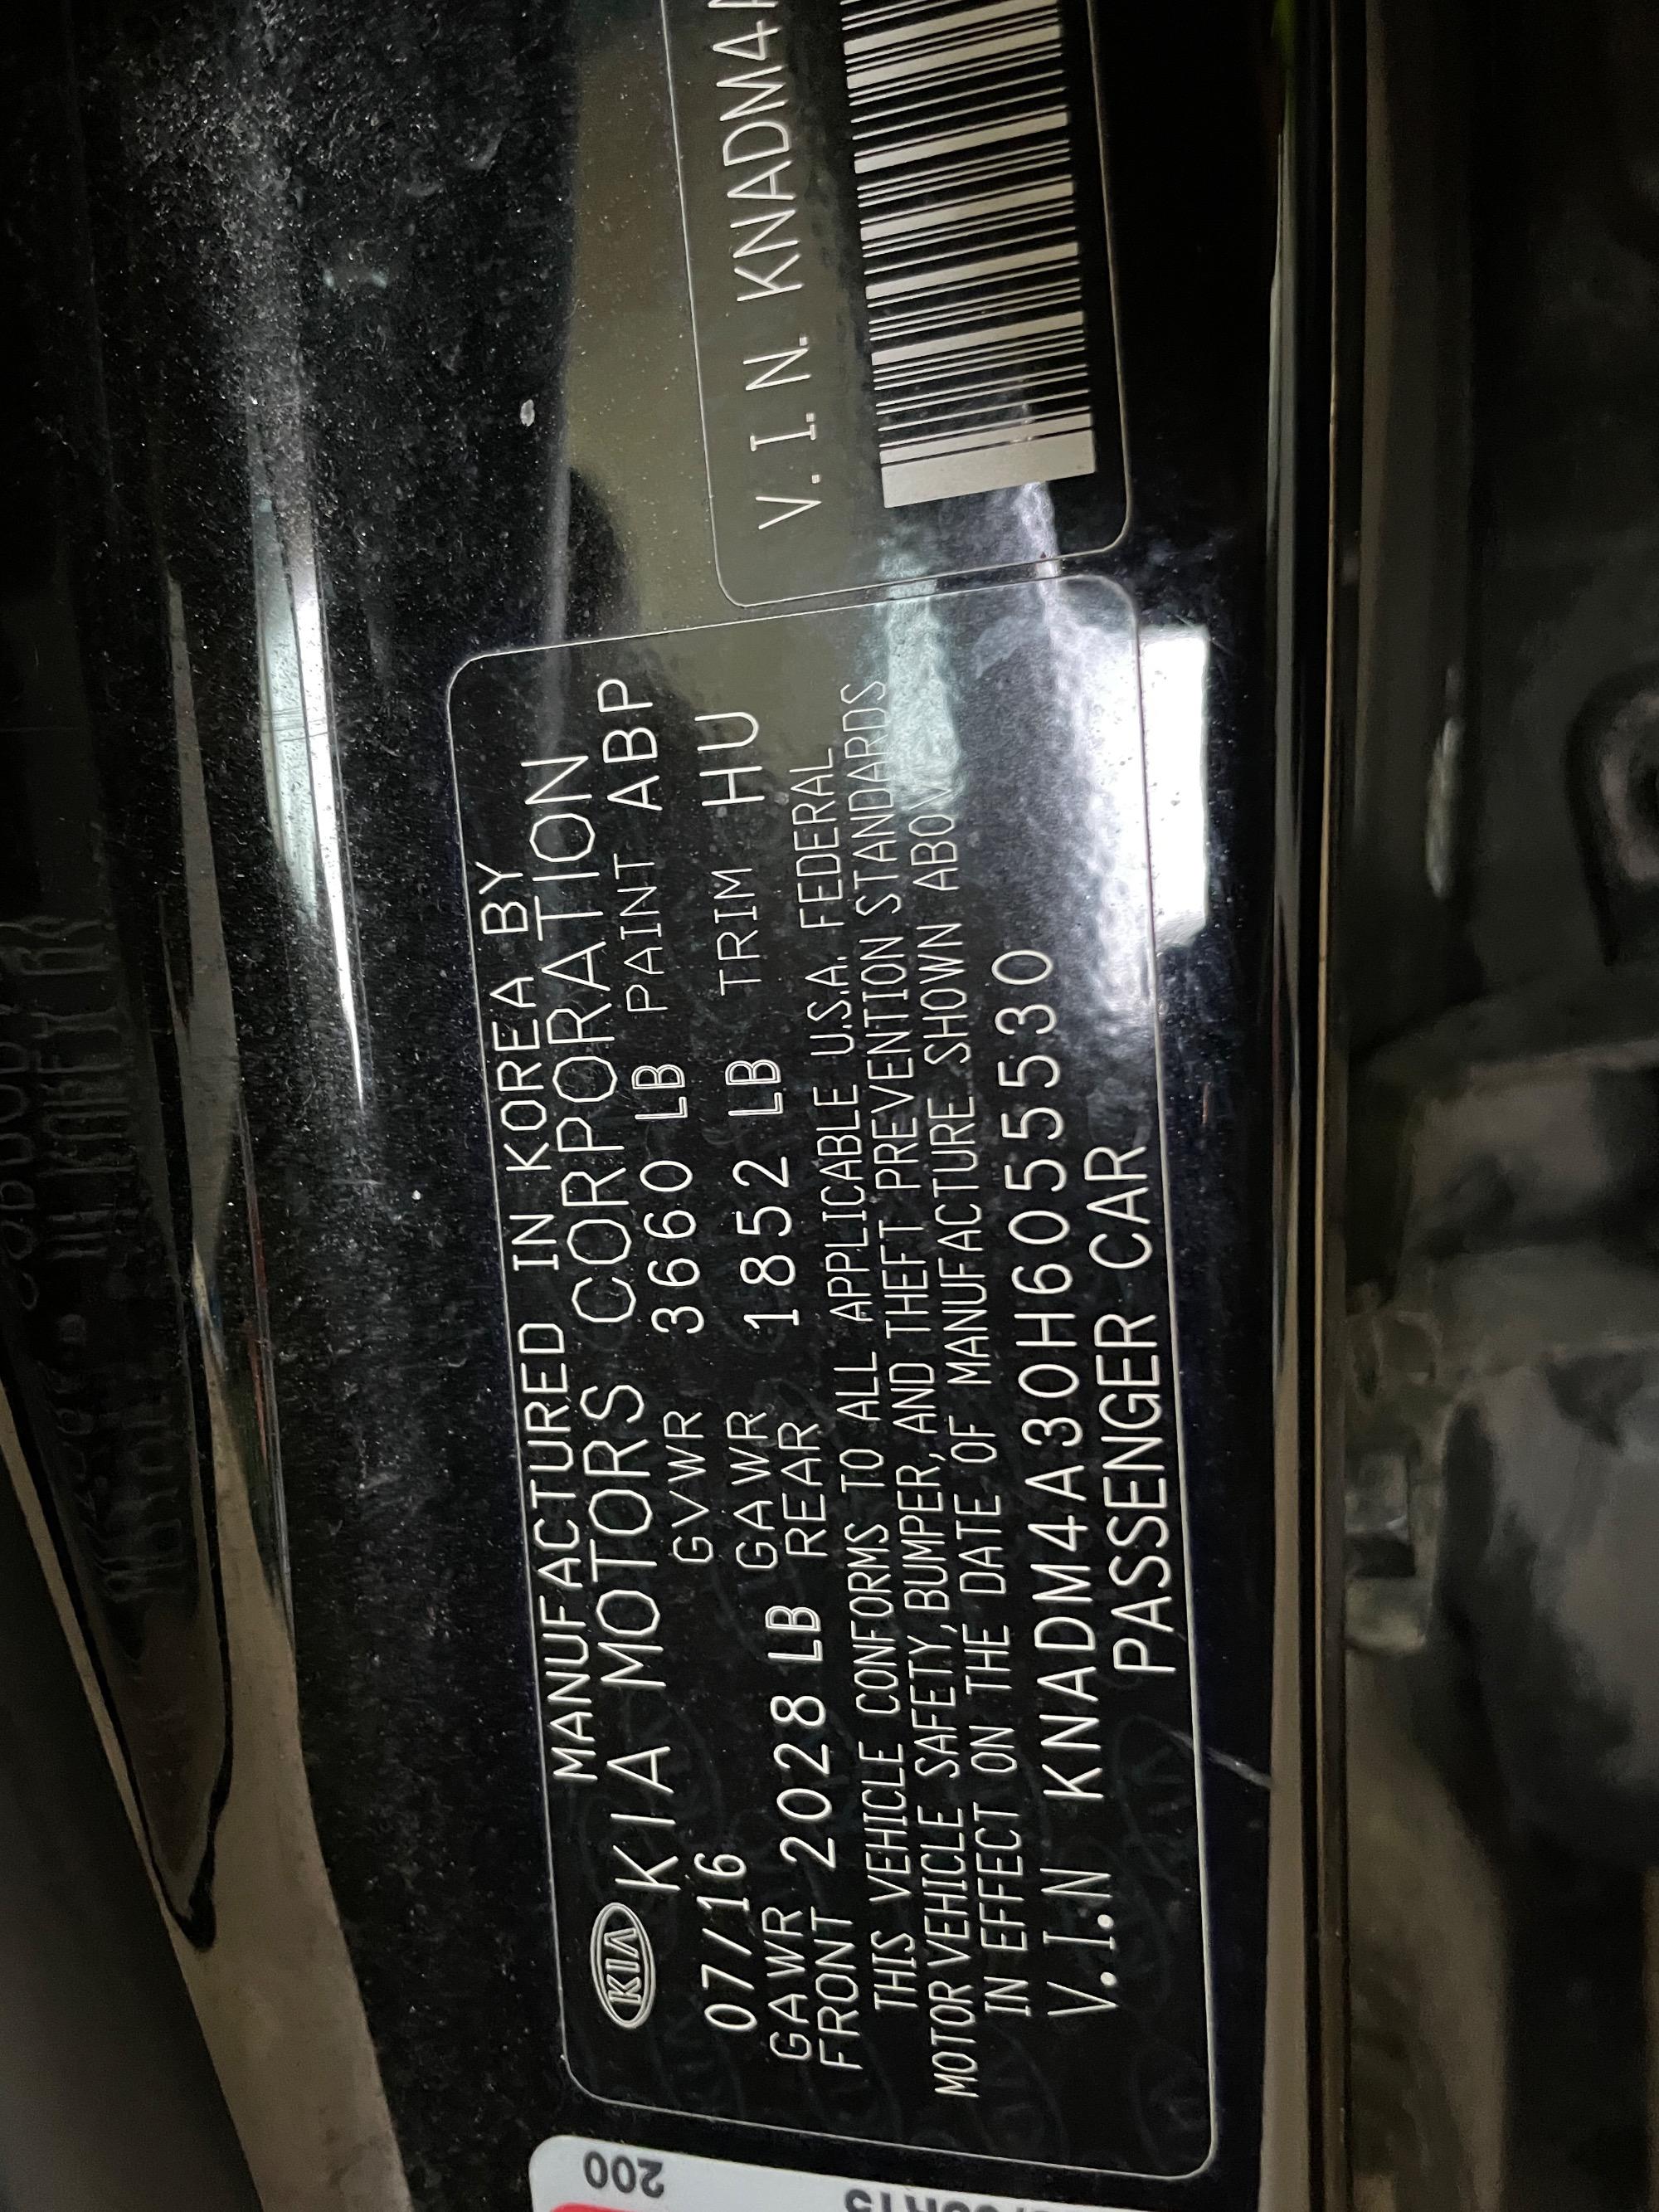 KIA
MANUFACTURED IN KOREA BY
KIA MOTORS CORPORATION
07/16 GVWR 3660 LB PAINT ABP
GAWR FRONT 2028 LB GAWR REAR 1852 LB TRIM HU
THIS VEHICLE CONFORMS TO ALL APPLICABLE U.S.A. FEDERAL
MOTOR VEHICLE SAFETY, BUMPER, AND THEFT PREVENTION STANDARDS
IN EFFECT ON THE DATE OF MANUFACTURE SHOWN ABOV
V.I.N KNADM4A30H6055530
PASSENGER CAR
V.I.N. KNADM4
200